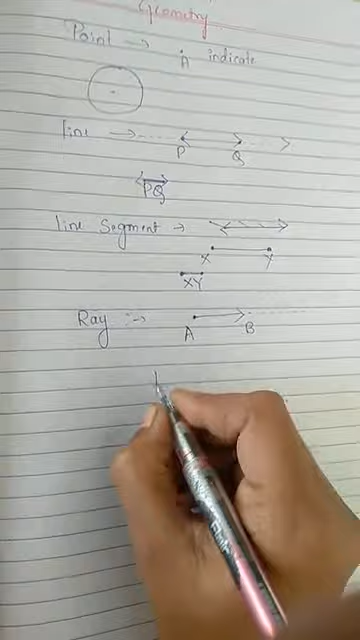 Geometry
Point → A indicate
line →
P Q
PQ
line Segment →
X Y
XY
Ray :→
A B